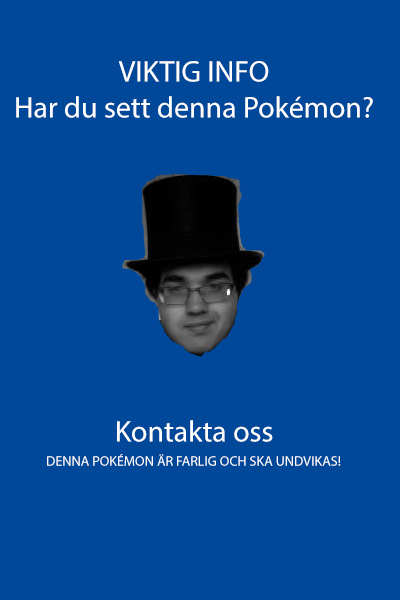 VIKTIG INFO
Har du sett denna Pokémon?
Kontakta oss
DENNA POKÉMON ÄR FARLIG OCH SKA UNDVIKAS!